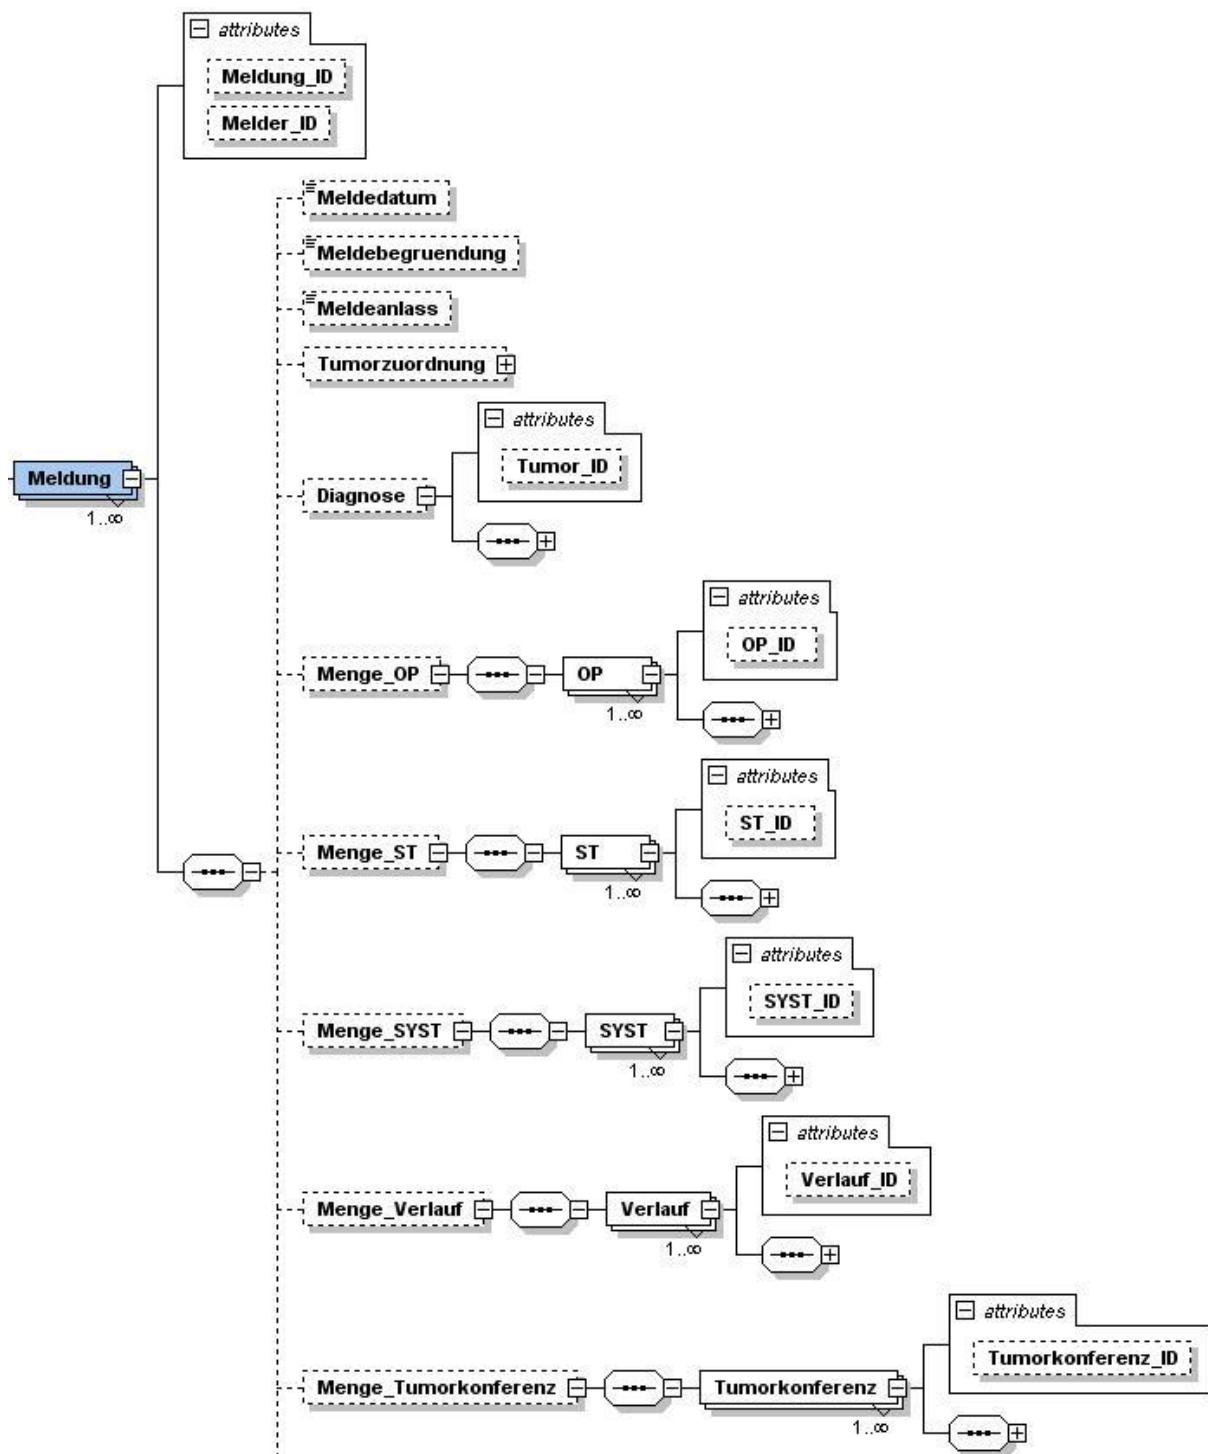 attributes
Meldung_ID
Melder_ID
Meldedatum
Meldebegruendung
Meldeanlass
Tumorzuordnung
Meldung
1..∞
attributes
Tumor_ID
Diagnose
attributes
OP_ID
Menge_OP
OP
1..∞
attributes
ST_ID
Menge_ST
ST
1..∞
attributes
SYST_ID
Menge_SYST
SYST
1..∞
attributes
Verlauf_ID
Menge_Verlauf
Verlauf
1..∞
attributes
Tumorkonferenz_ID
Menge_Tumorkonferenz
Tumorkonferenz
1..∞